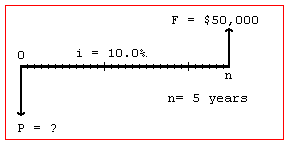 F = $50,000
0
i = 10.0%
n
n= 5 years
P = ?